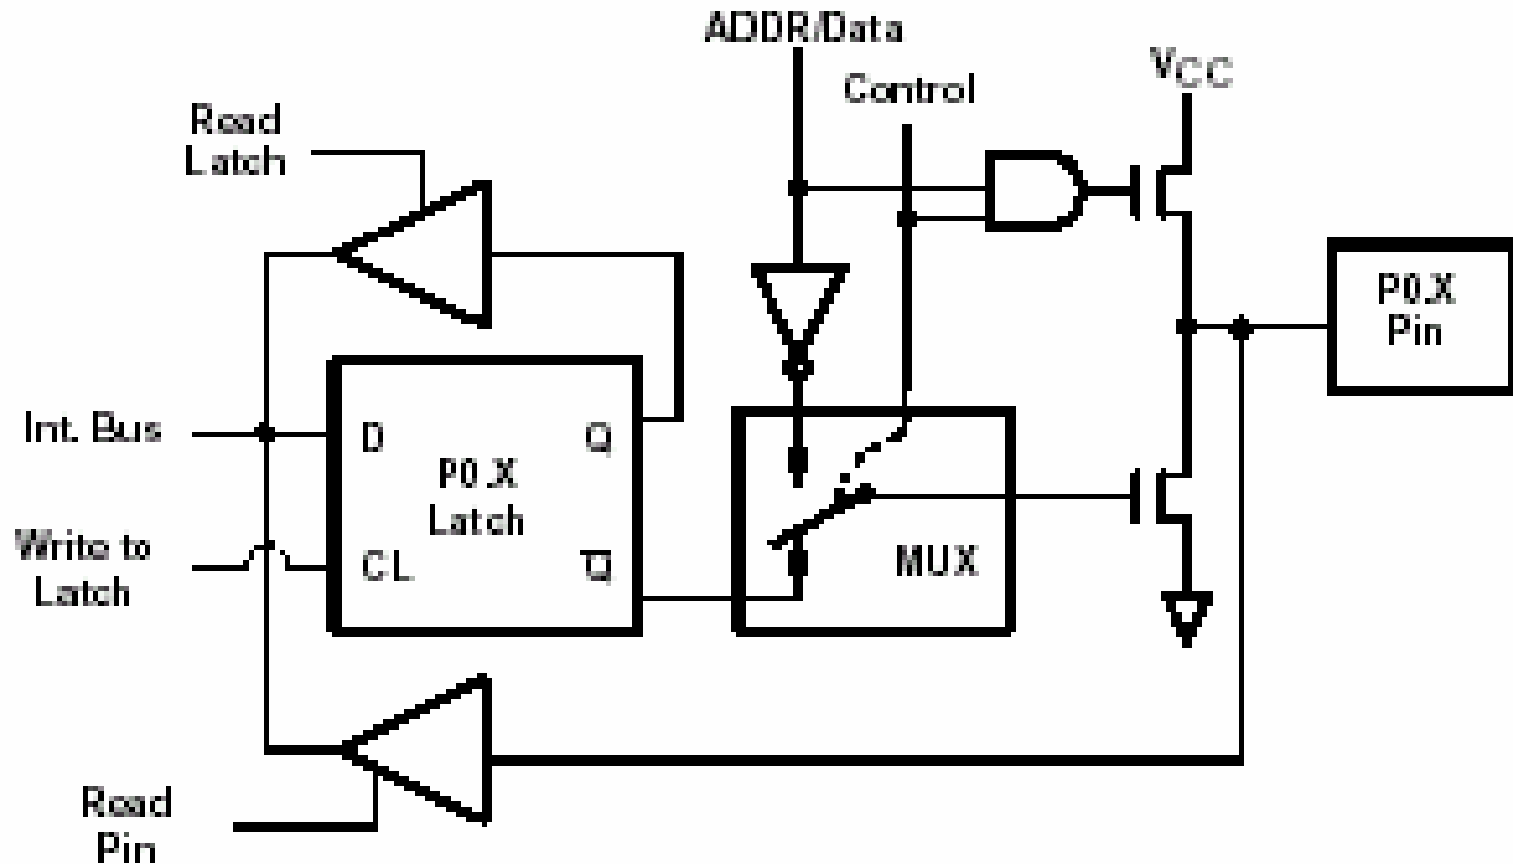 ADDR/Data
Control
VCC
Read
Latch
P0.X
Pin
Int. Bus
D
Q
P0.X
Latch
Write to
Latch
CL
Q̅
MUX
Read
Pin